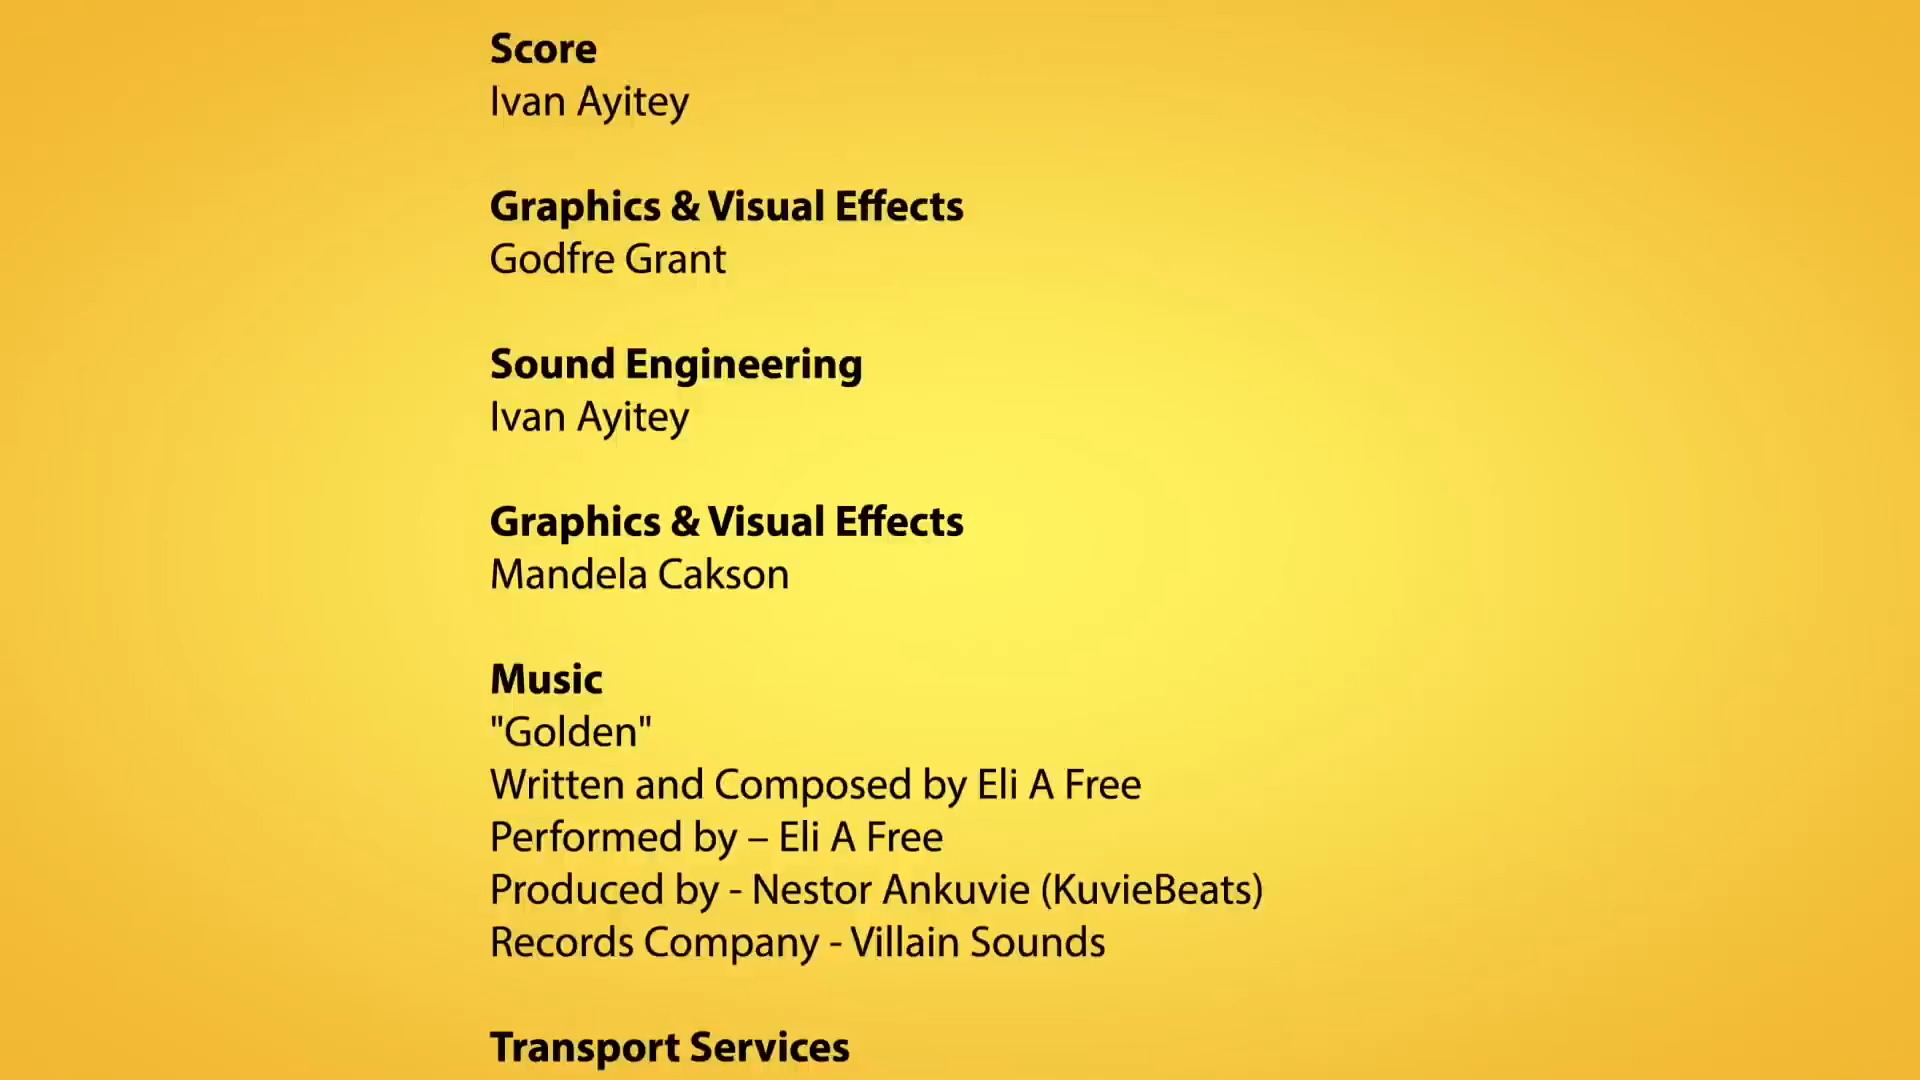 Score
Ivan Ayitey
Graphics & Visual Effects
Godfre Grant
Sound Engineering
Ivan Ayitey
Graphics & Visual Effects
Mandela Cakson
Music
"Golden"
Written and Composed by Eli A Free
Performed by – Eli A Free
Produced by - Nestor Ankuvie (KuvieBeats)
Records Company - Villain Sounds
Transport Services